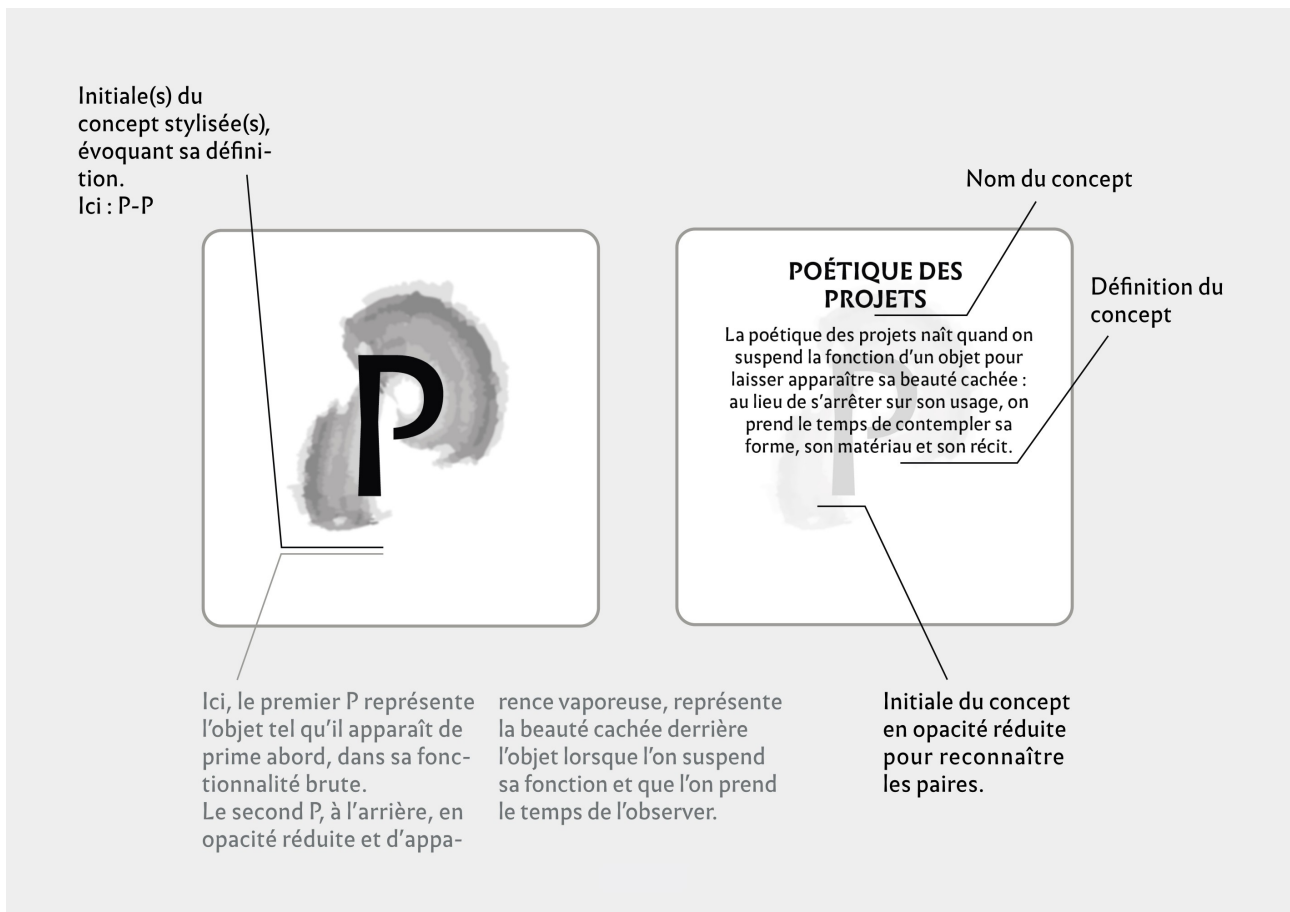 Initiale(s) du
concept stylisée(s),
évoquant sa défini-
tion.
Ici : P-P
Nom du concept
Définition du
concept
P
POÉTIQUE DES
PROJETS
La poétique des projets naît quand on
suspend la fonction d'un objet pour
laisser apparaître sa beauté cachée :
au lieu de s'arrêter sur son usage, on
prend le temps de contempler sa
forme, son matériau et son récit.
P
Ici, le premier P représente
l'objet tel qu'il apparaît de
prime abord, dans sa fonc-
tionnalité brute.
Le second P, à l'arrière, en
opacité réduite et d'appa-
rence vaporeuse, représente
la beauté cachée derrière
l'objet lorsque l'on suspend
sa fonction et que l'on prend
le temps de l'observer.
Initiale du concept
en opacité réduite
pour reconnaître
les paires.